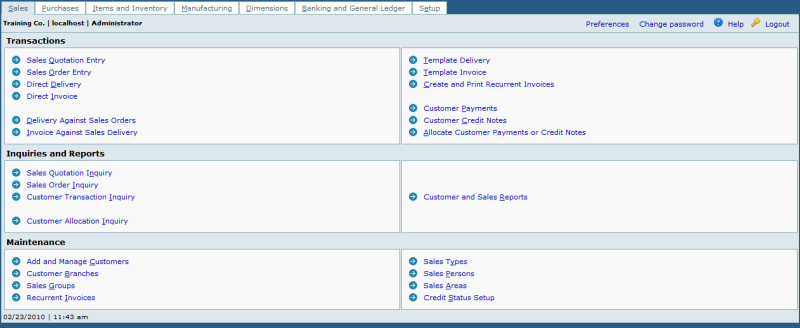 Sales Purchases Items and Inventory Manufacturing Dimensions Banking and General Ledger Setup
Training Co. | localhost | Administrator Preferences Change password Help Logout
Transactions
Sales Quotation Entry
Sales Order Entry
Direct Delivery
Direct Invoice
Delivery Against Sales Orders
Invoice Against Sales Delivery
Template Delivery
Template Invoice
Create and Print Recurrent Invoices
Customer Payments
Customer Credit Notes
Allocate Customer Payments or Credit Notes
Inquiries and Reports
Sales Quotation Inquiry
Sales Order Inquiry
Customer Transaction Inquiry
Customer Allocation Inquiry
Customer and Sales Reports
Maintenance
Add and Manage Customers
Customer Branches
Sales Groups
Recurrent Invoices
Sales Types
Sales Persons
Sales Areas
Credit Status Setup
02/23/2010 | 11:43 am